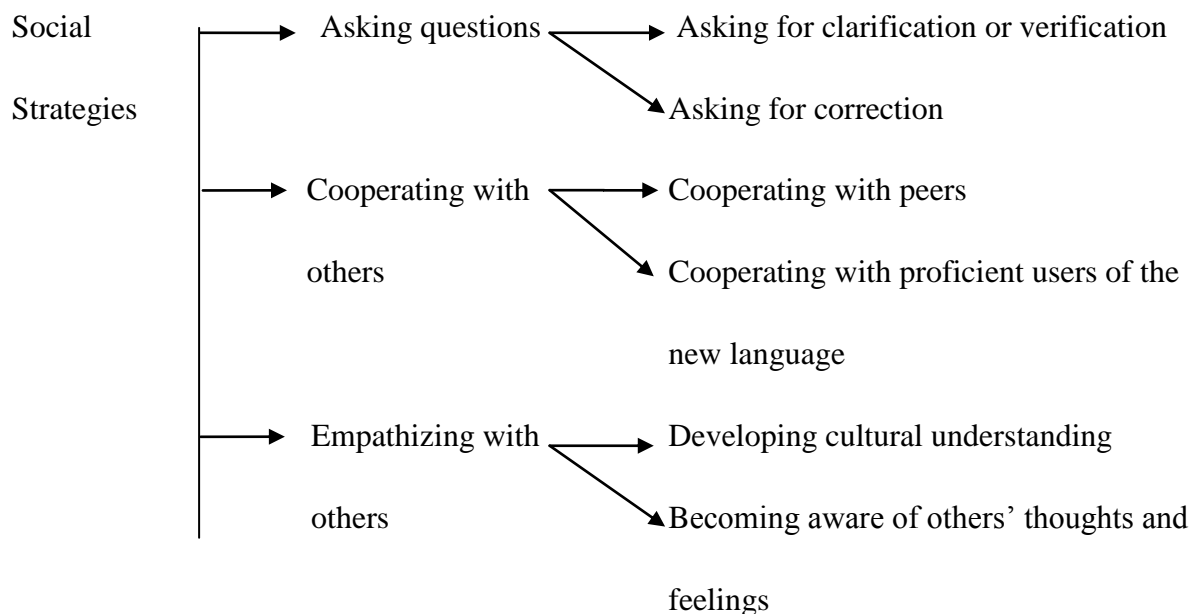 Social Asking questions Asking for clarification or verification
Strategies Asking for correction
Cooperating with Cooperating with peers
others Cooperating with proficient users of the
new language
Empathizing with Developing cultural understanding
others Becoming aware of others’ thoughts and
feelings